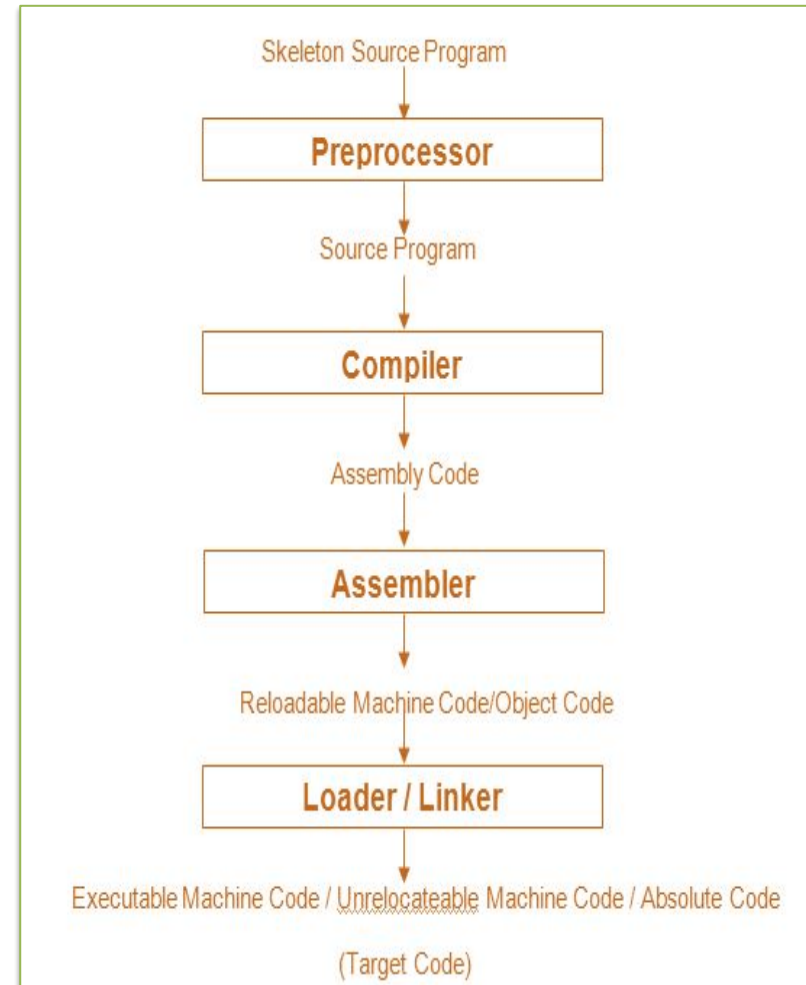 Skeleton Source Program
Preprocessor
Source Program
Compiler
Assembly Code
Assembler
Reloadable Machine Code/Object Code
Loader / Linker
Executable Machine Code / Unrelocateable Machine Code / Absolute Code
(Target Code)